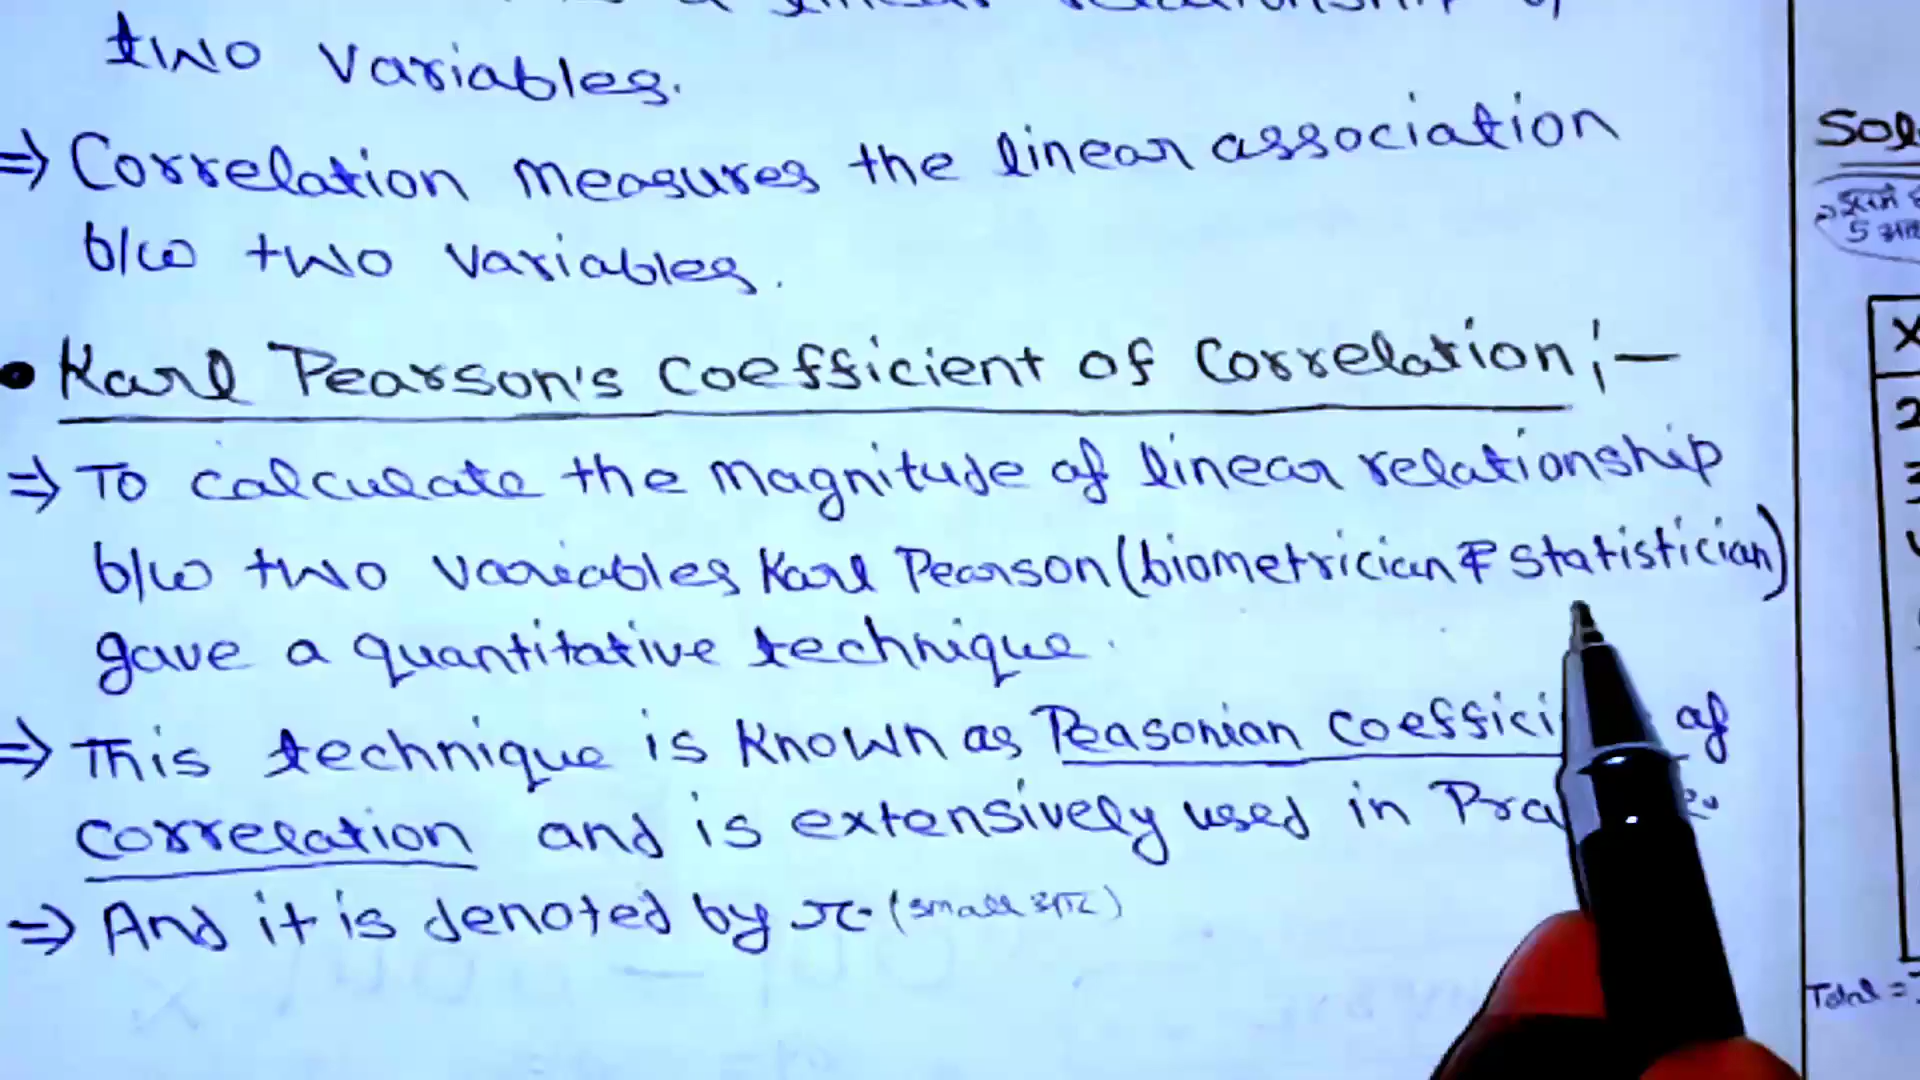 two variables.
⇒ Correlation measures the linear association
b/w two variables.
• Karl Pearson's coefficient of correlation;—
⇒ To calculate the magnitude of linear relationship
b/w two variables Karl Pearson (biometrician & statistician)
gave a quantitative technique.
⇒ This technique is known as Pearsonian coeffici of
correlation and is extensively used in Pra
⇒ And it is denoted by r. (small आर)
X
2
Total =